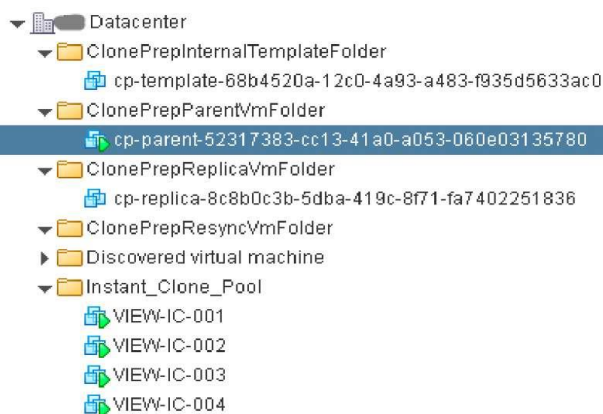 Datacenter
ClonePrepInternalTemplateFolder
cp-template-68b4520a-12c0-4a93-a483-f935d5633ac0
ClonePrepParentVmFolder
cp-parent-52317383-cc13-41a0-a053-060e03135780
ClonePrepReplicaVmFolder
cp-replica-8c8b0c3b-5dba-419c-8f71-fa7402251836
ClonePrepResyncVmFolder
Discovered virtual machine
Instant_Clone_Pool
VIEW-IC-001
VIEW-IC-002
VIEW-IC-003
VIEW-IC-004